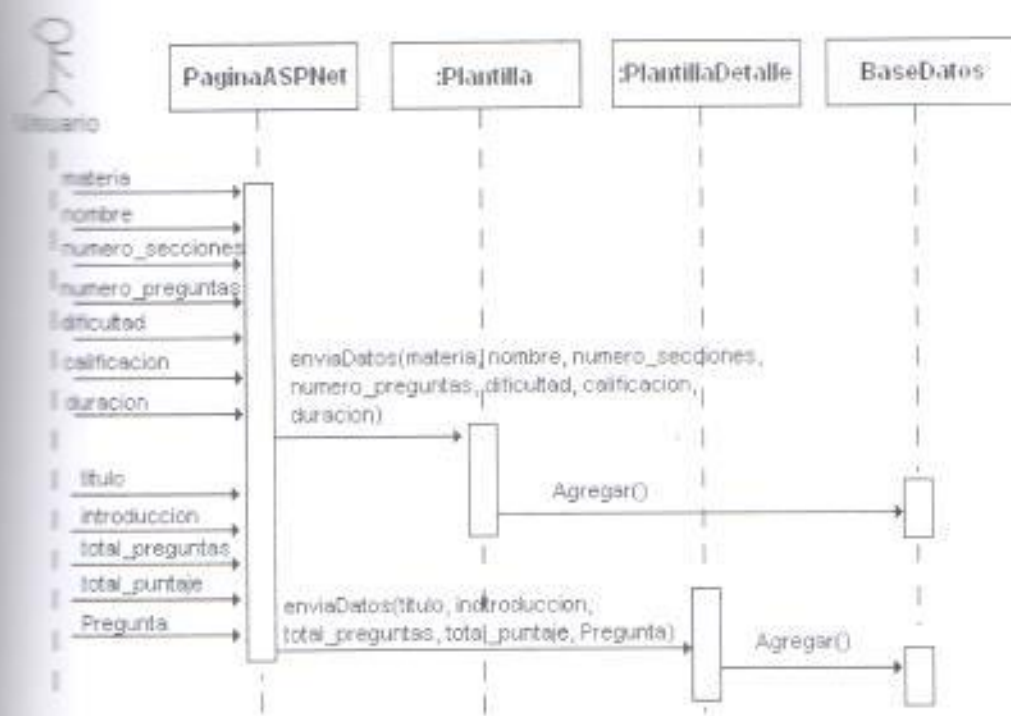 PaginaASPNet
:Plantilla
:PlantillaDetalle
BaseDatos
Usuario
materia
nombre
numero_secciones
numero_preguntas
dificultad
calificacion
duracion
enviaDatos(materia, nombre, numero_secciones,
numero_preguntas, dificultad, calificacion,
duracion)
titulo
Agregar()
introduccion
total_preguntas
total_puntaje
Pregunta
enviaDatos(titulo, indtroduccion,
total_preguntas, total_puntaje, Pregunta)
Agregar()